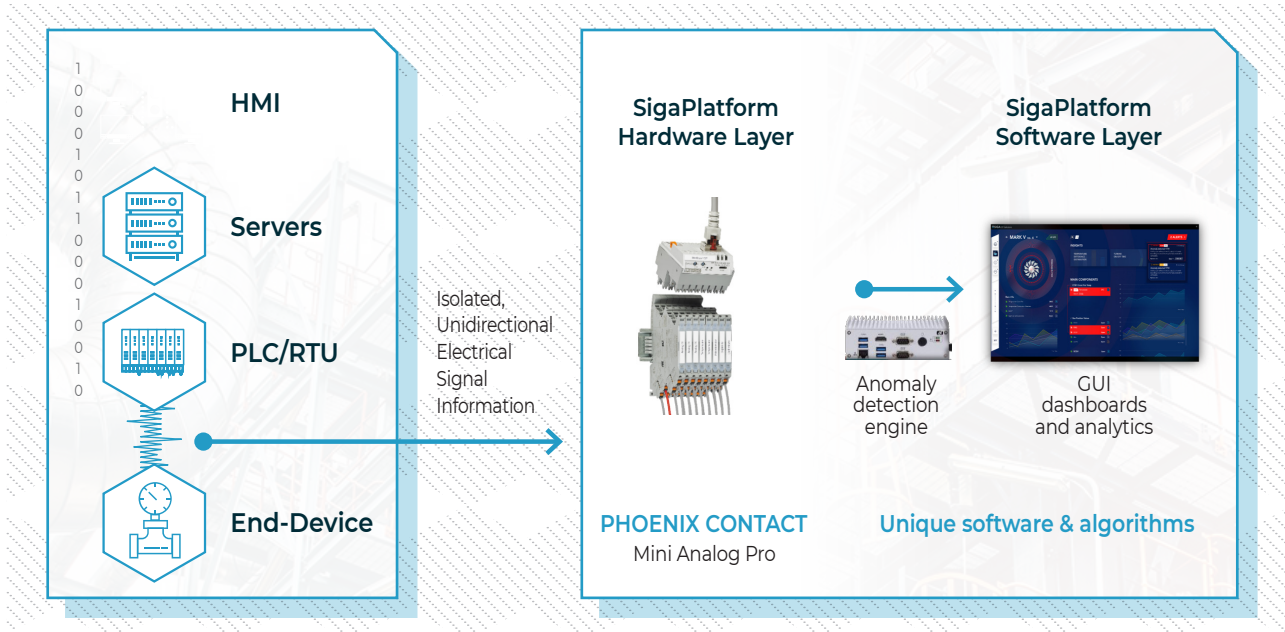 1
0
0
0
1
0
1
1
0
0
0
1
0
0
1
0
HMI
Servers
PLC/RTU
End-Device
Isolated,
Unidirectional
Electrical
Signal
Information
SigaPlatform
Hardware Layer
PHOENIX CONTACT
Mini Analog Pro
SigaPlatform
Software Layer
MARK V
Anomaly
detection
engine
GUI
dashboards
and analytics
Unique software & algorithms